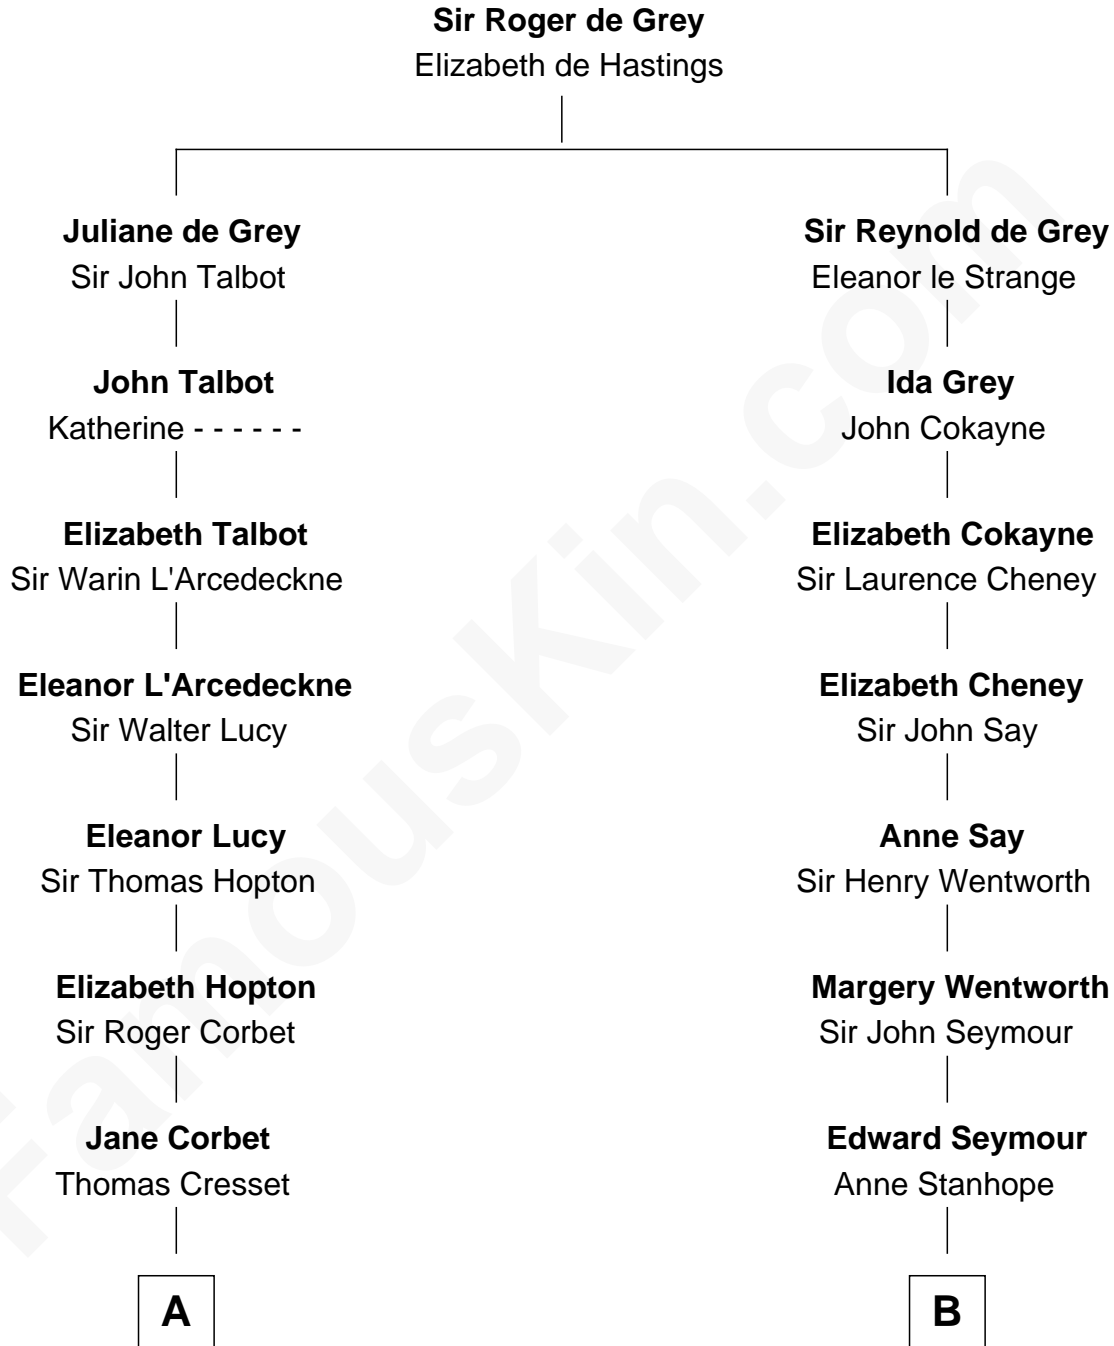 Sir Roger de Grey
Elizabeth de Hastings
Juliane de Grey
Sir John Talbot
John Talbot
Katherine - - - - - -
Elizabeth Talbot
Sir Warin L'Arcedeckne
Eleanor L'Arcedeckne
Sir Walter Lucy
Eleanor Lucy
Sir Thomas Hopton
Elizabeth Hopton
Sir Roger Corbet
Jane Corbet
Thomas Cresset
A
Sir Reynold de Grey
Eleanor le Strange
Ida Grey
John Cokayne
Elizabeth Cokayne
Sir Laurence Cheney
Elizabeth Cheney
Sir John Say
Anne Say
Sir Henry Wentworth
Margery Wentworth
Sir John Seymour
Edward Seymour
Anne Stanhope
B
FamousKin.com